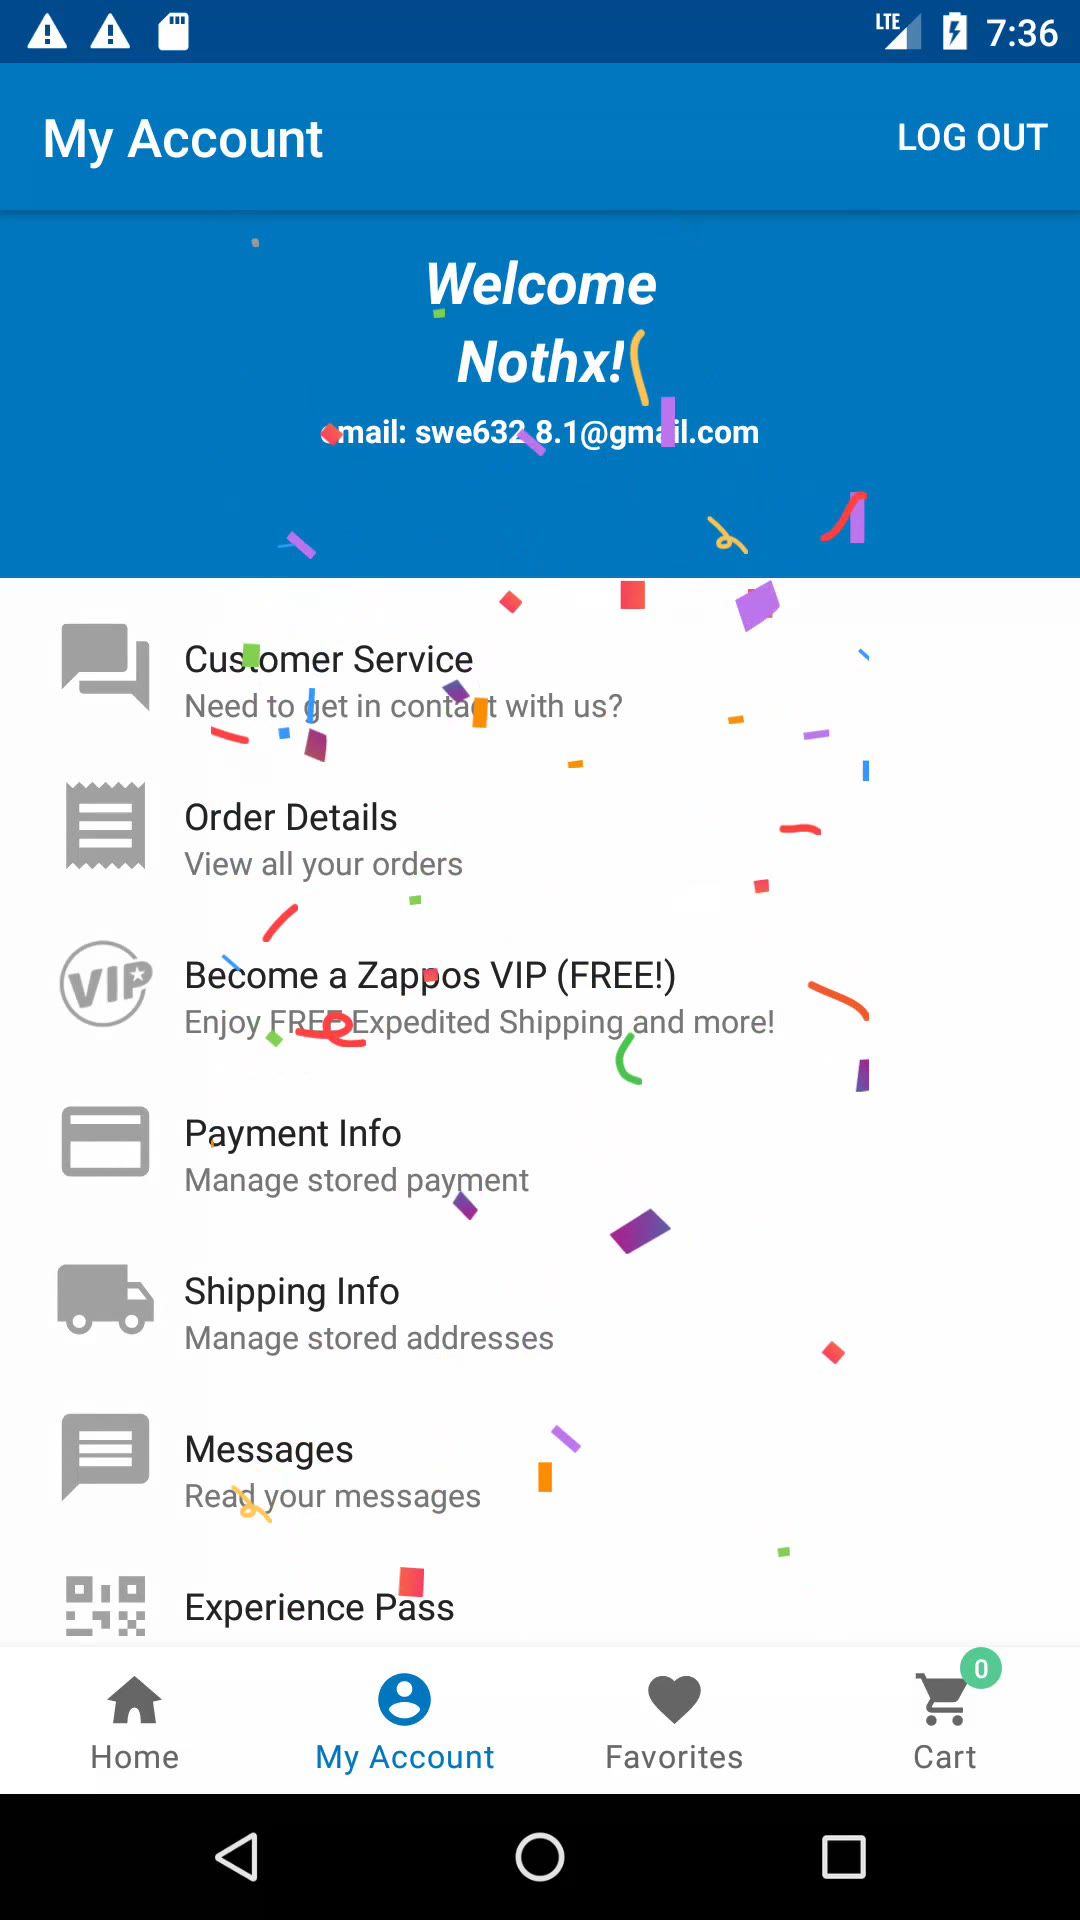 LTE 7:36
My Account LOG OUT
Welcome
Nothx!
email: swe632.8.1@gmail.com
Customer Service
Need to get in contact with us?
Order Details
View all your orders
VIP
Become a Zappos VIP (FREE!)
Enjoy FREE Expedited Shipping and more!
Payment Info
Manage stored payment
Shipping Info
Manage stored addresses
Messages
Read your messages
Experience Pass
0
Home My Account Favorites Cart